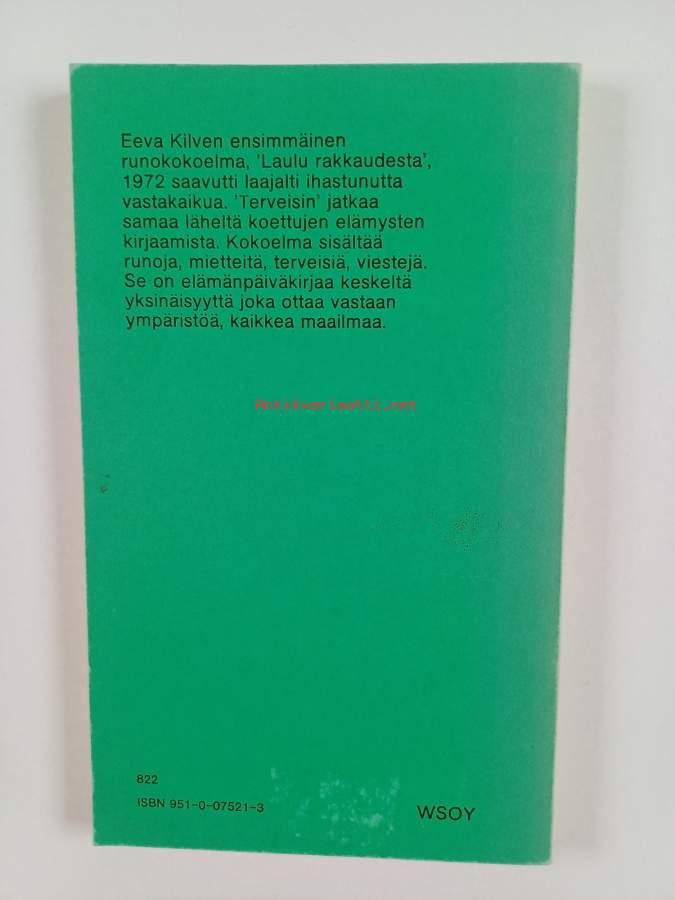 Eeva Kilven ensimmäinen
runokokoelma, 'Laulu rakkaudesta',
1972 saavutti laajalti ihastunutta
vastakaikua. 'Terveisin' jatkaa
samaa läheltä koettujen elämysten
kirjaamista. Kokoelma sisältää
runoja, mietteitä, terveisiä, viestejä.
Se on elämänpäiväkirjaa keskeltä
yksinäisyyttä joka ottaa vastaan
ympäristöä, kaikkea maailmaa.
Antikvariaatti.net
822
ISBN 951-0-07521-3
WSOY